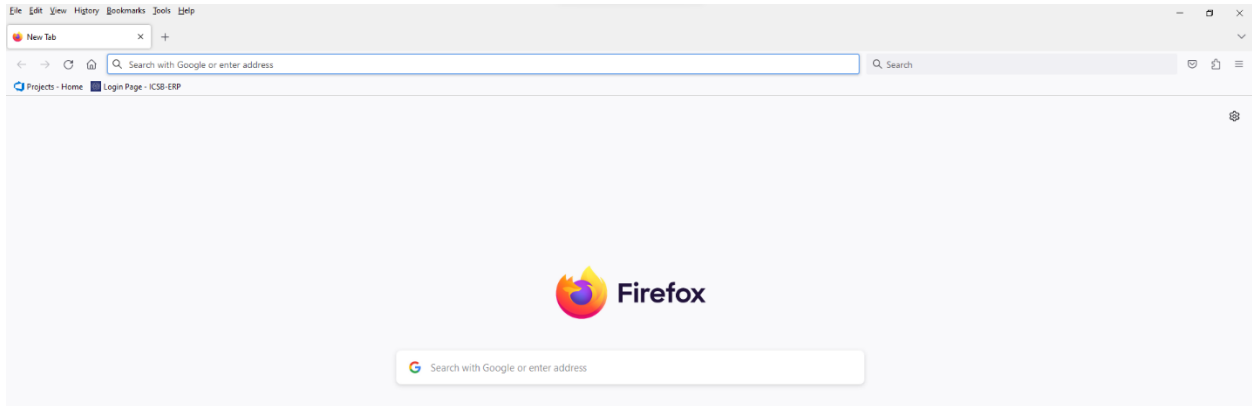 File Edit View History Bookmarks Tools Help
New Tab
Search with Google or enter address
Search
Projects - Home Login Page - ICSB-ERP
Firefox
Search with Google or enter address